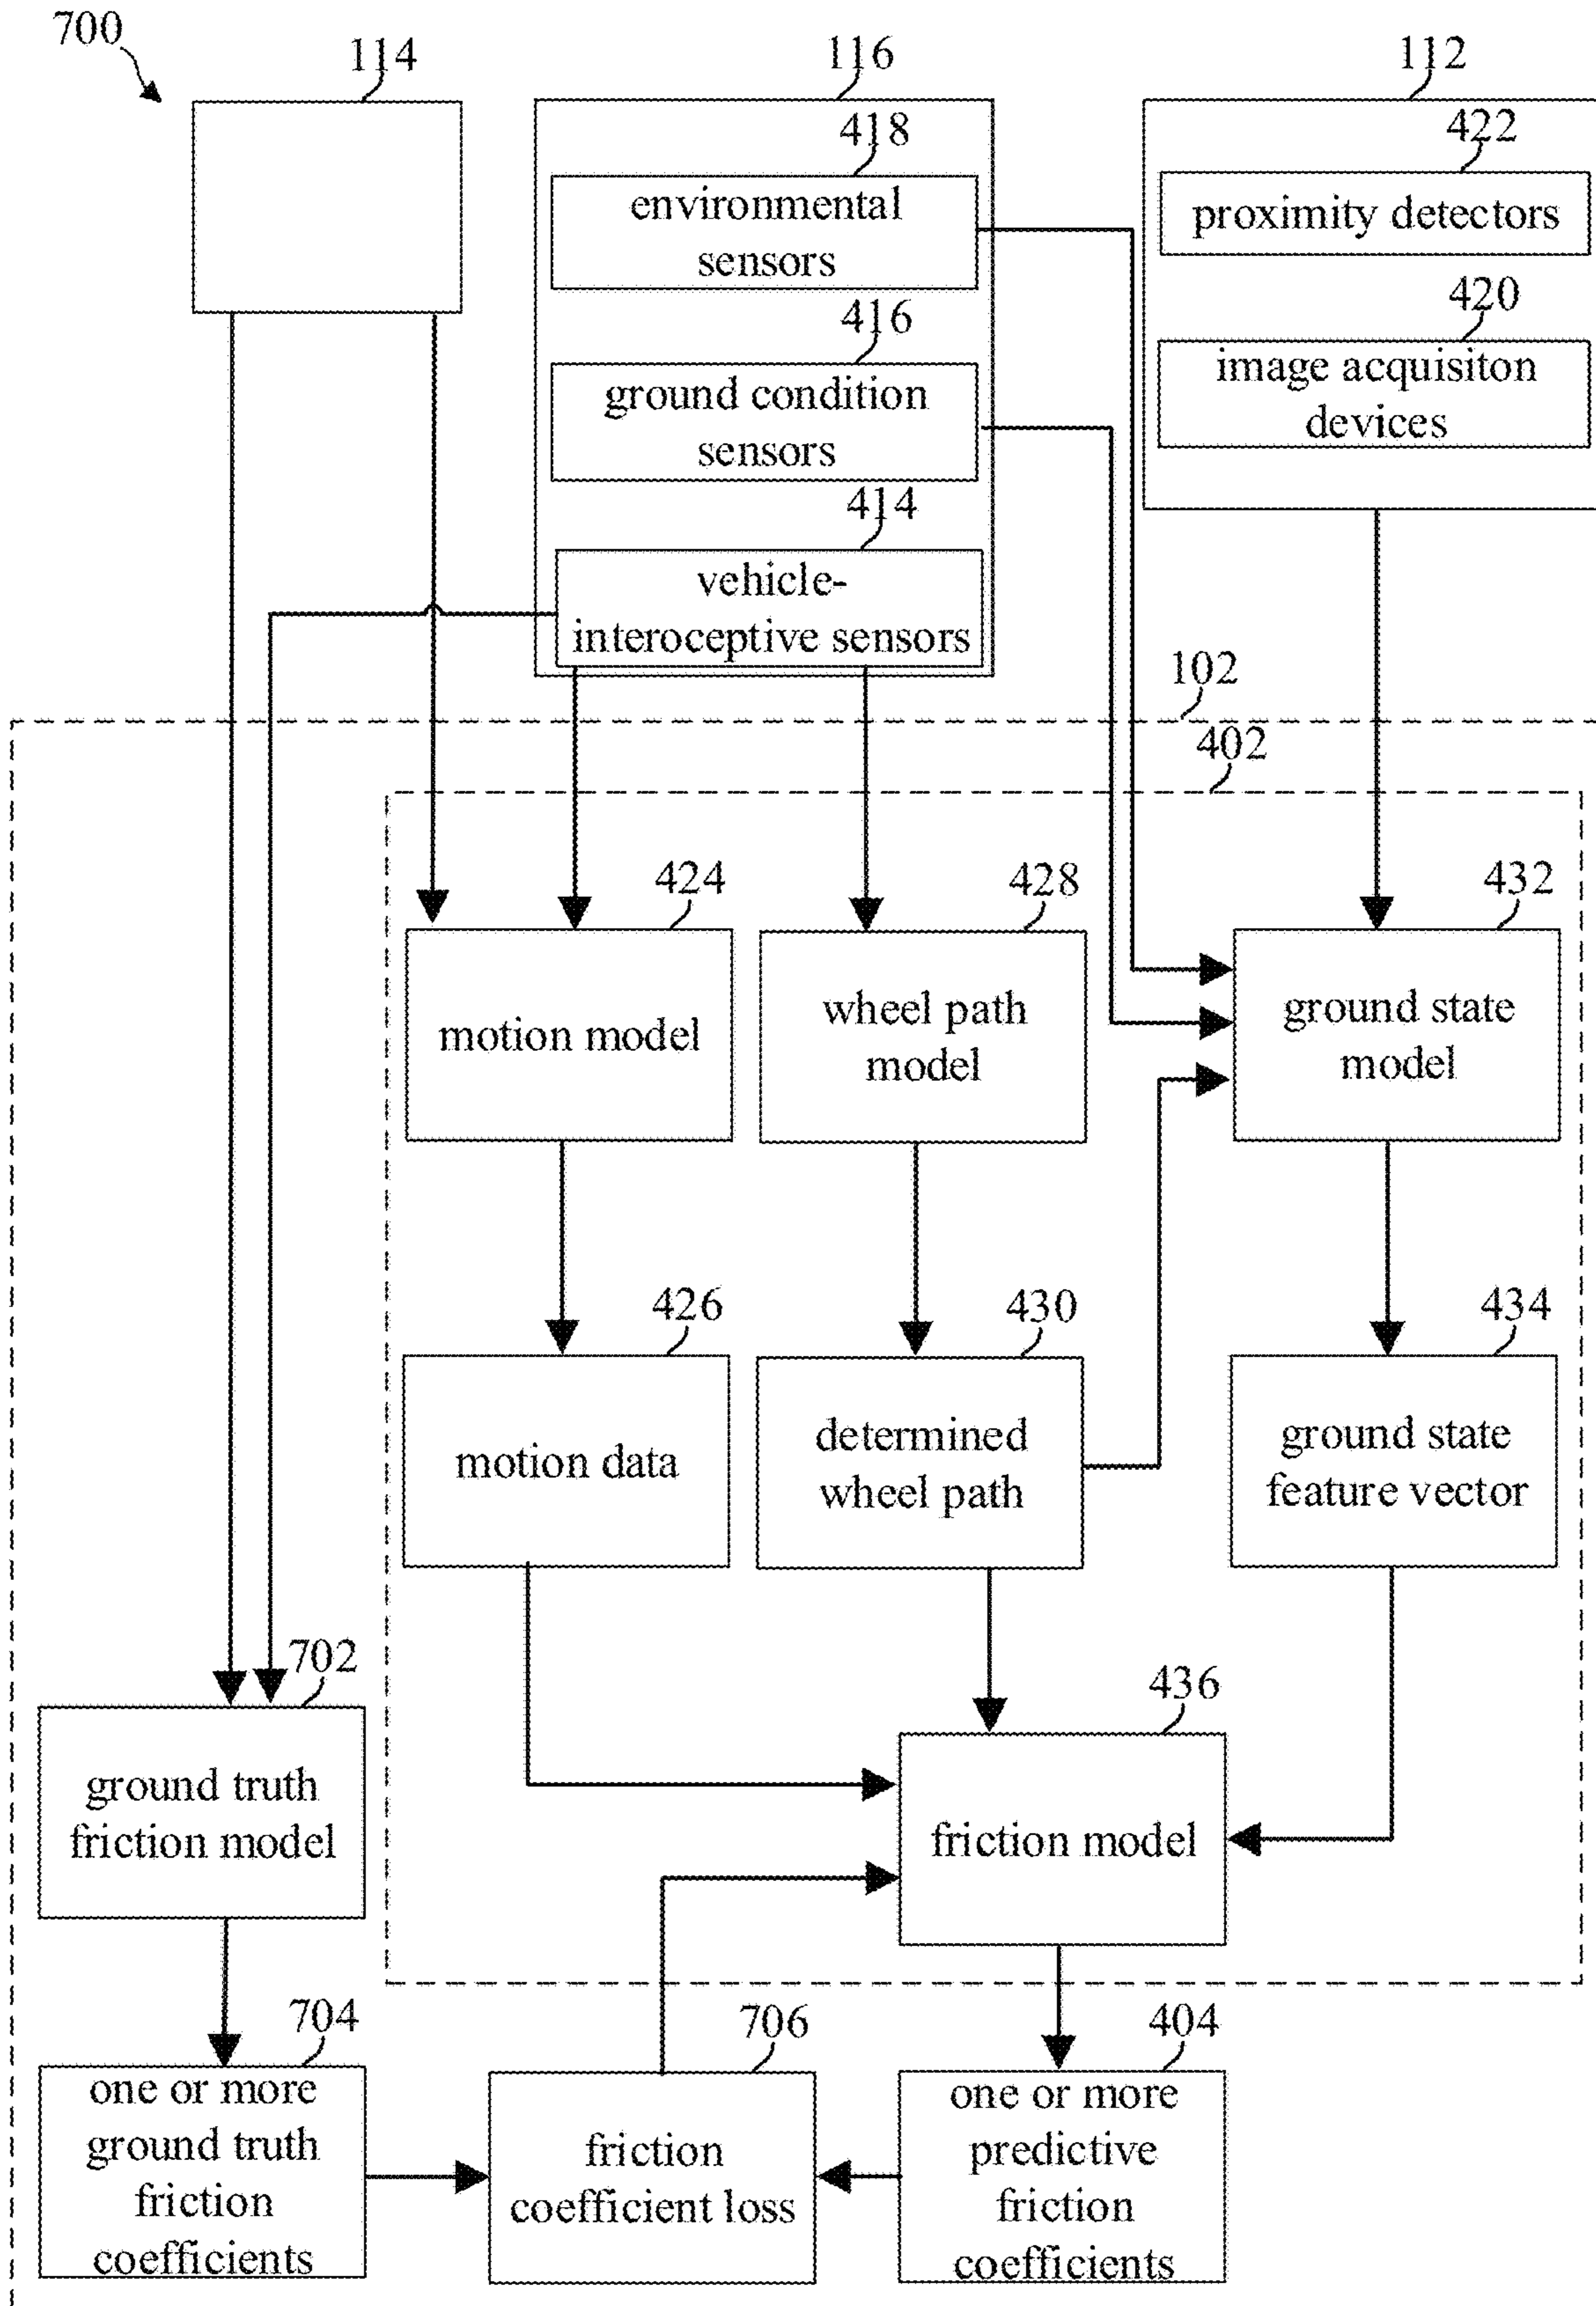 700
114
116
112
418
environmental
sensors
422
proximity detectors
416
ground condition
sensors
420
image acquisiton
devices
414
vehicle-
interoceptive sensors
102
402
424
motion model
428
wheel path
model
432
ground state
model
426
motion data
430
determined
wheel path
434
ground state
feature vector
702
ground truth
friction model
436
friction model
704
one or more
ground truth
friction
coefficients
706
friction
coefficient loss
404
one or more
predictive
friction
coefficients